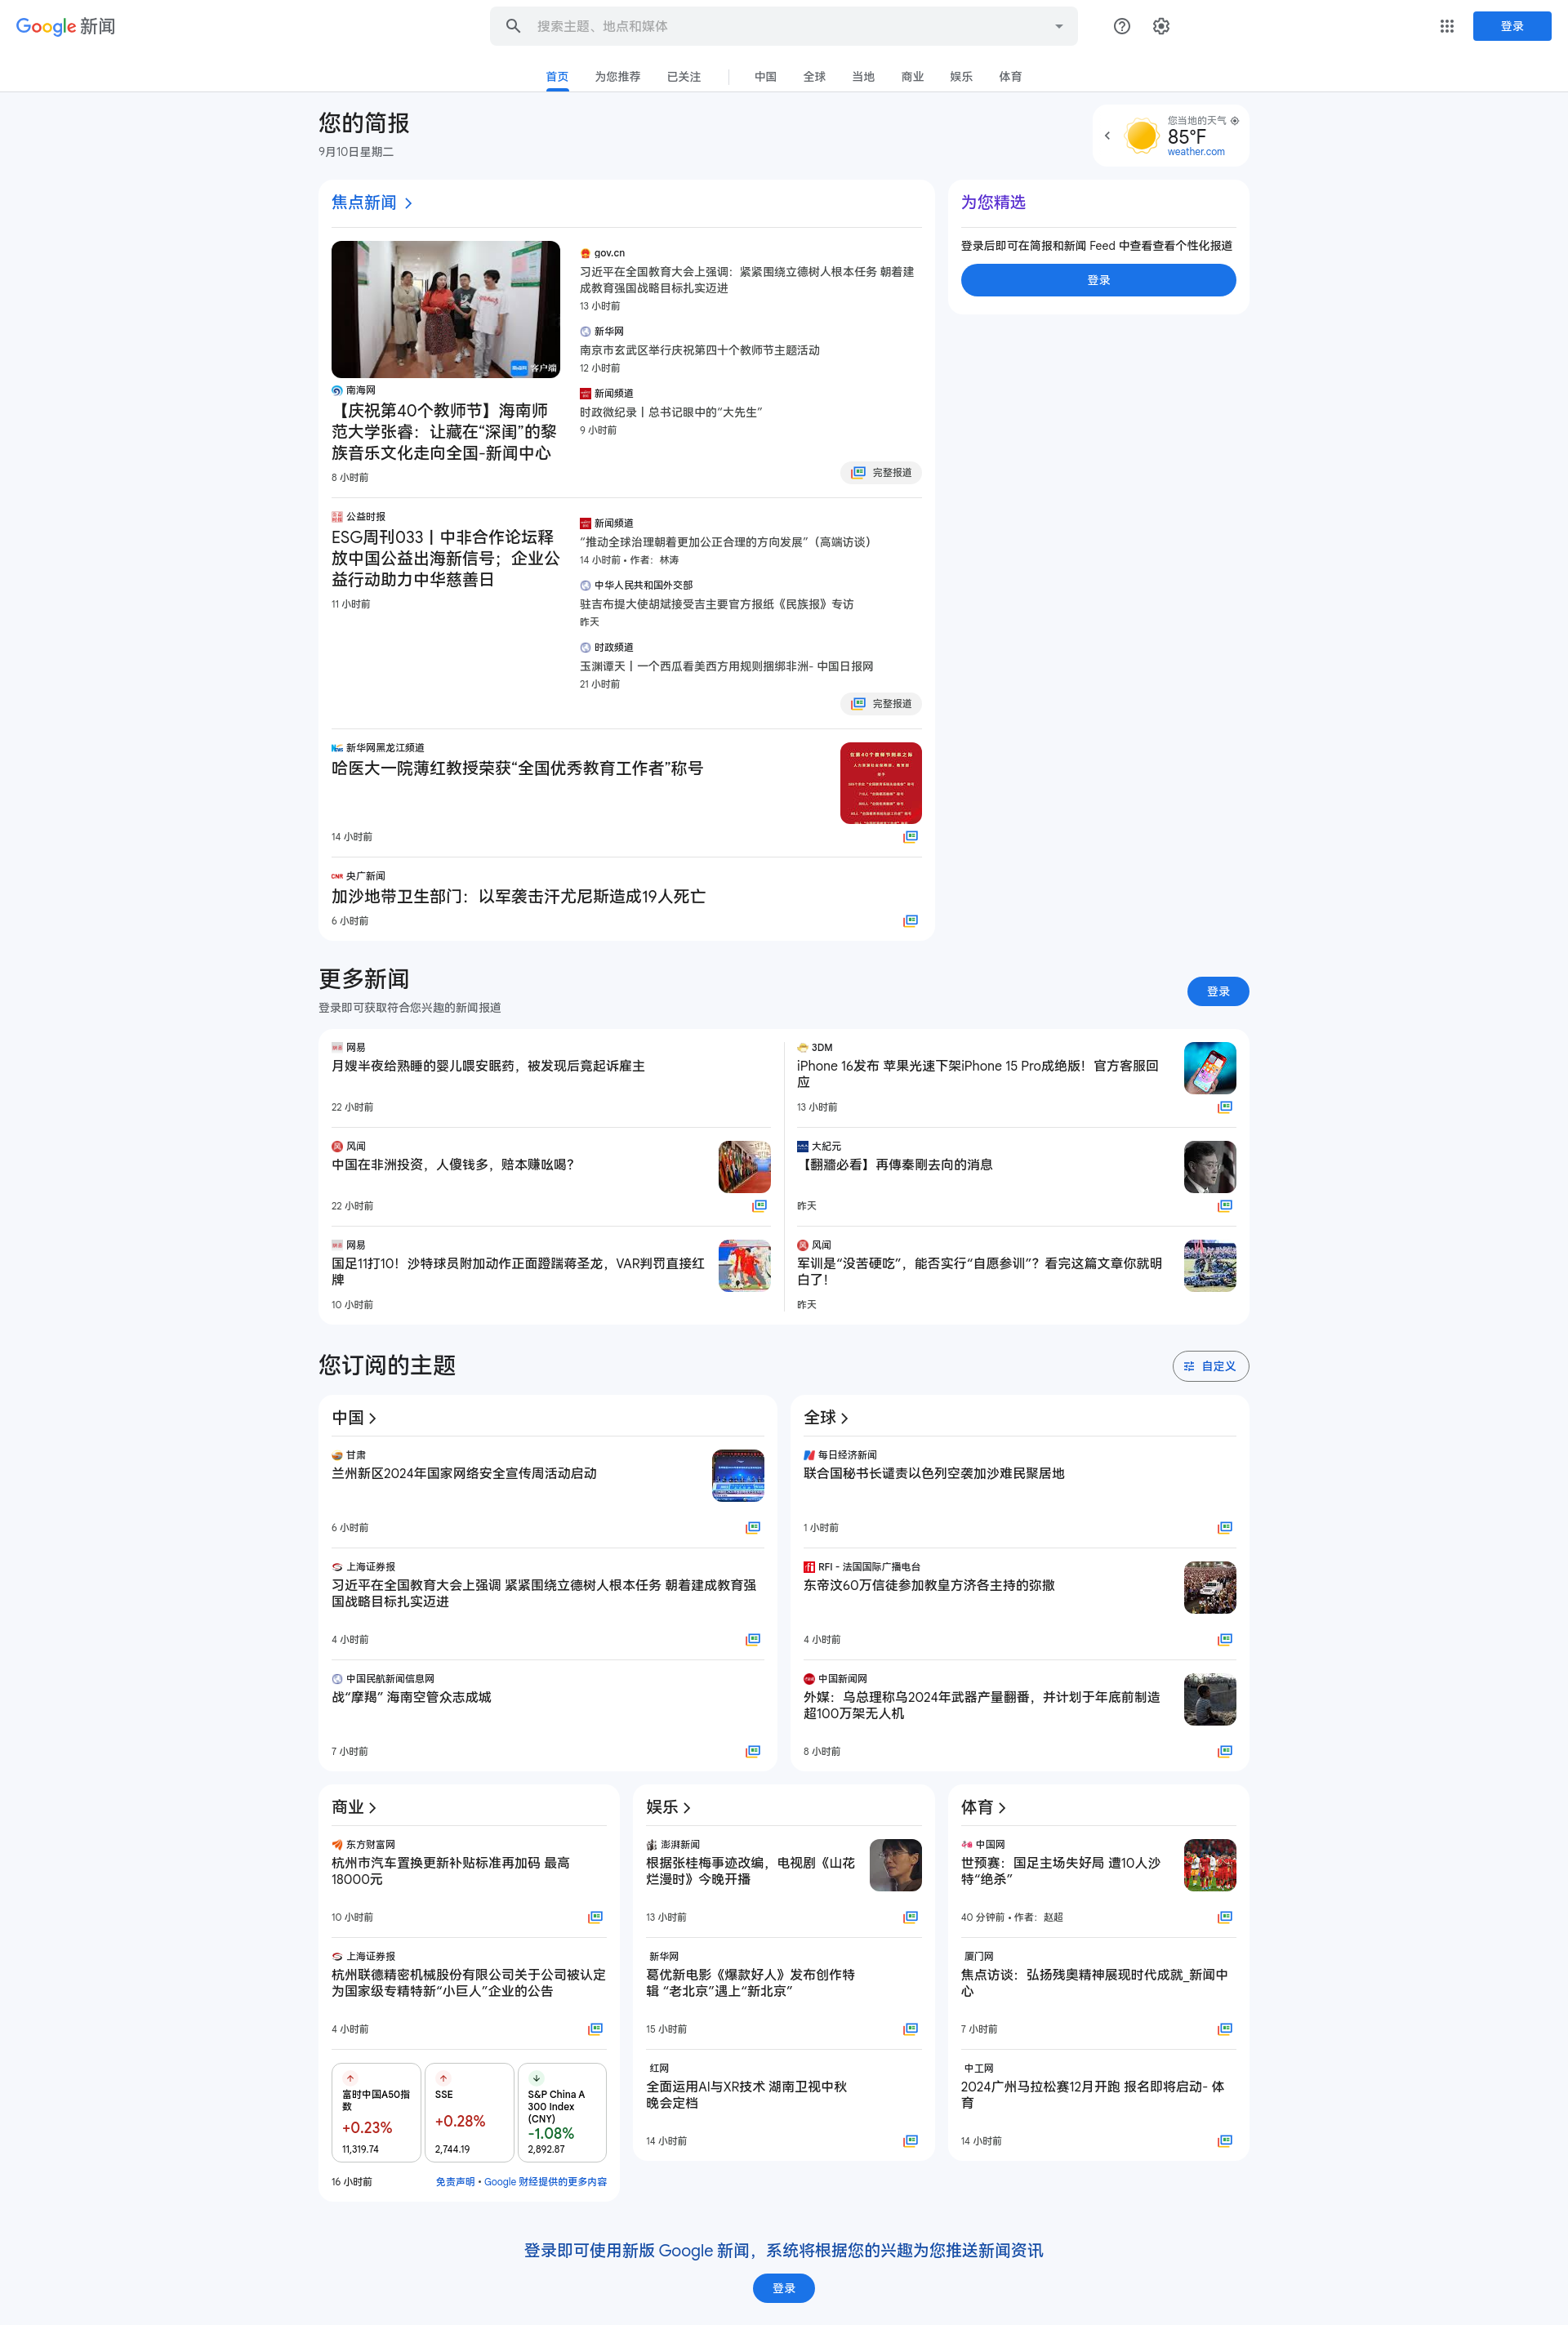 Google 新闻
搜索主题、地点和媒体
登录
首页
为您推荐
已关注
中国
全球
当地
商业
娱乐
体育
您的简报
9月10日星期二
您当地的天气
85°F
weather.com
焦点新闻
客户端
南海网
【庆祝第40个教师节】海南师
范大学张睿：让藏在“深闺”的黎
族音乐文化走向全国-新闻中心
8 小时前
gov.cn
习近平在全国教育大会上强调：紧紧围绕立德树人根本任务 朝着建
成教育强国战略目标扎实迈进
13 小时前
新华网
南京市玄武区举行庆祝第四十个教师节主题活动
12 小时前
新闻频道
时政微纪录丨总书记眼中的“大先生”
9 小时前
完整报道
公益时报
ESG周刊033丨中非合作论坛释
放中国公益出海新信号；企业公
益行动助力中华慈善日
11 小时前
新闻频道
“推动全球治理朝着更加公正合理的方向发展”（高端访谈）
14 小时前 • 作者：林涛
中华人民共和国外交部
驻吉布提大使胡斌接受吉主要官方报纸《民族报》专访
昨天
时政频道
玉渊谭天丨一个西瓜看美西方用规则捆绑非洲- 中国日报网
21 小时前
完整报道
新华网黑龙江频道
哈医大一院薄红教授荣获“全国优秀教育工作者”称号
14 小时前
CNR 央广新闻
加沙地带卫生部门：以军袭击汗尤尼斯造成19人死亡
6 小时前
为您精选
登录后即可在简报和新闻 Feed 中查看查看个性化报道
登录
更多新闻
登录即可获取符合您兴趣的新闻报道
登录
网易
月嫂半夜给熟睡的婴儿喂安眠药，被发现后竟起诉雇主
22 小时前
风闻
中国在非洲投资，人傻钱多，赔本赚吆喝？
22 小时前
网易
国足11打10！沙特球员附加动作正面蹬踹蒋圣龙，VAR判罚直接红
牌
10 小时前
3DM
iPhone 16发布 苹果光速下架iPhone 15 Pro成绝版！官方客服回
应
13 小时前
大紀元
【翻牆必看】再傳秦剛去向的消息
昨天
风闻
军训是“没苦硬吃”，能否实行“自愿参训”？看完这篇文章你就明
白了！
昨天
您订阅的主题
自定义
中国
甘肃
兰州新区2024年国家网络安全宣传周活动启动
6 小时前
上海证券报
习近平在全国教育大会上强调 紧紧围绕立德树人根本任务 朝着建成教育强
国战略目标扎实迈进
4 小时前
中国民航新闻信息网
战“摩羯” 海南空管众志成城
7 小时前
全球
每日经济新闻
联合国秘书长谴责以色列空袭加沙难民聚居地
1 小时前
RFI - 法国国际广播电台
东帝汶60万信徒参加教皇方济各主持的弥撒
4 小时前
中国新闻网
外媒：乌总理称乌2024年武器产量翻番，并计划于年底前制造
超100万架无人机
8 小时前
商业
东方财富网
杭州市汽车置换更新补贴标准再加码 最高
18000元
10 小时前
上海证券报
杭州联德精密机械股份有限公司关于公司被认定
为国家级专精特新“小巨人”企业的公告
4 小时前
富时中国A50指
数
+0.23%
11,319.74
SSE
+0.28%
2,744.19
S&P China A
300 Index
(CNY)
-1.08%
2,892.87
16 小时前
免责声明 • Google 财经提供的更多内容
娱乐
澎湃新闻
根据张桂梅事迹改编，电视剧《山花
烂漫时》今晚开播
13 小时前
新华网
葛优新电影《爆款好人》发布创作特
辑 “老北京”遇上“新北京”
15 小时前
红网
全面运用AI与XR技术 湖南卫视中秋
晚会定档
14 小时前
体育
中国网
世预赛：国足主场失好局 遭10人沙
特“绝杀”
40 分钟前 • 作者：赵超
厦门网
焦点访谈：弘扬残奥精神展现时代成就_新闻中
心
7 小时前
中工网
2024广州马拉松赛12月开跑 报名即将启动- 体
育
14 小时前
登录即可使用新版 Google 新闻，系统将根据您的兴趣为您推送新闻资讯
登录